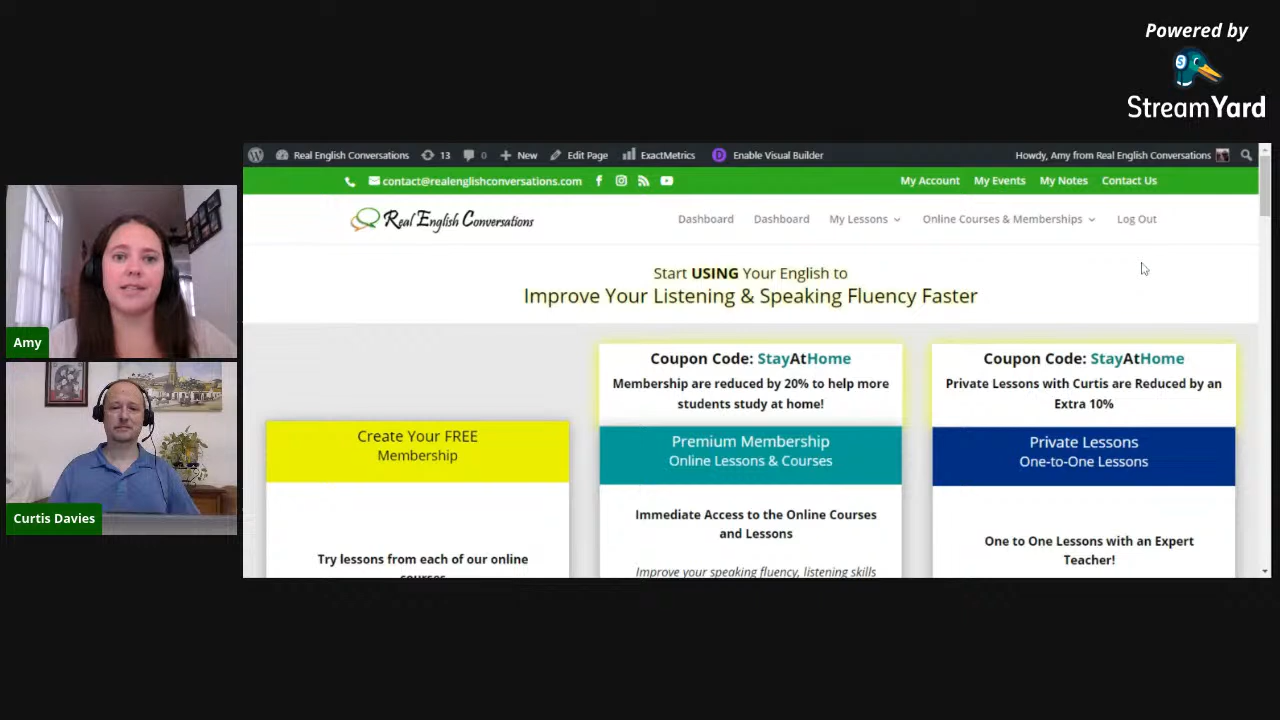 Powered by
StreamYard
Real English Conversations 13 0 New Edit Page ExactMetrics Enable Visual Builder Howdy, Amy from Real English Conversations
contact@realenglishconversations.com My Account My Events My Notes Contact Us
Real English Conversations Dashboard Dashboard My Lessons Online Courses & Memberships Log Out
Start USING Your English to
Improve Your Listening & Speaking Fluency Faster
Amy
Curtis Davies
Create Your FREE
Membership
Try lessons from each of our online
courses
Coupon Code: StayAtHome
Membership are reduced by 20% to help more
students study at home!
Premium Membership
Online Lessons & Courses
Immediate Access to the Online Courses
and Lessons
Improve your speaking fluency, listening skills
Coupon Code: StayAtHome
Private Lessons with Curtis are Reduced by an
Extra 10%
Private Lessons
One-to-One Lessons
One to One Lessons with an Expert
Teacher!